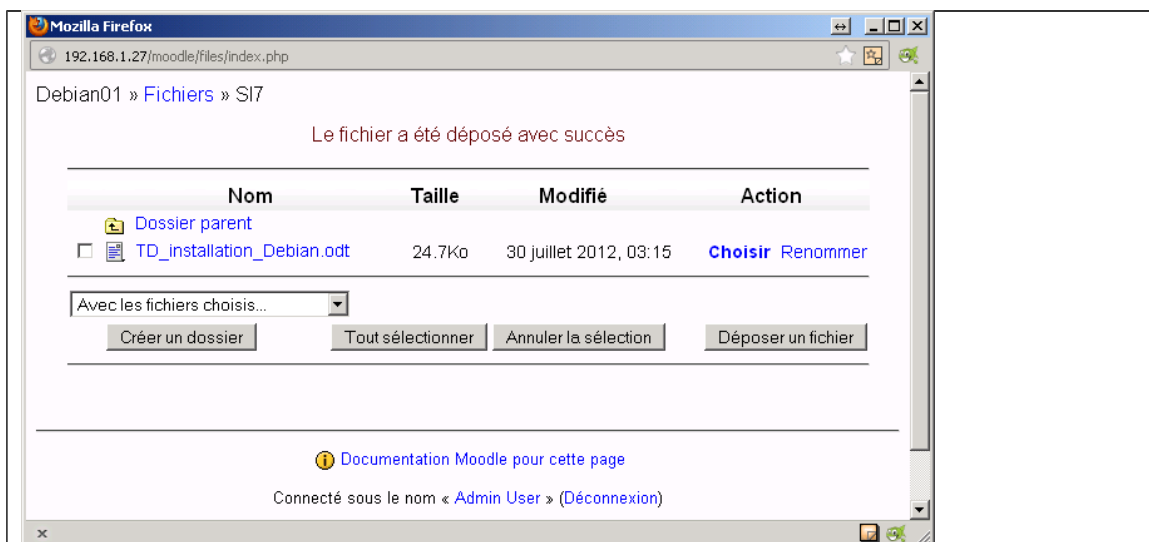 Mozilla Firefox
192.168.1.27/moodle/files/index.php
Debian01 » Fichiers » SI7
Le fichier a été déposé avec succès
Nom Taille Modifié Action
Dossier parent
TD_installation_Debian.odt 24.7Ko 30 juillet 2012, 03:15 Choisir Renommer
Avec les fichiers choisis...
Créer un dossier Tout sélectionner Annuler la sélection Déposer un fichier
Documentation Moodle pour cette page
Connecté sous le nom « Admin User » (Déconnexion)